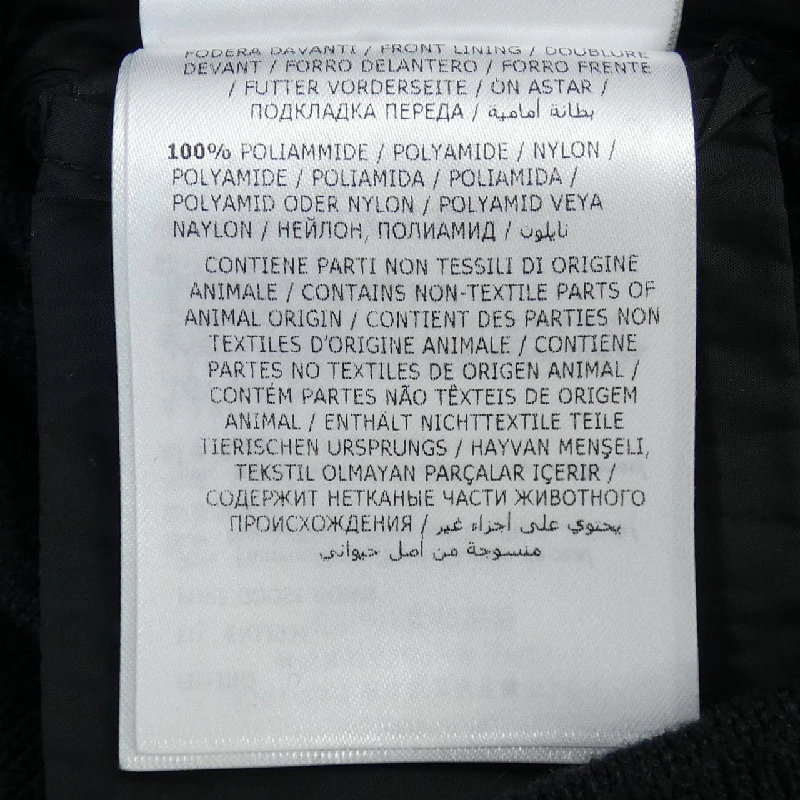 FODERA DAVANTI / FRONT LINING / DOUBLURE
DEVANT / FORRO DELANTERO / FORRO FRENTE
/ FUTTER VORDERSEITE / ÖN ASTAR /
ПОДКЛАДКА ПЕРЕДА / بطانة أمامية
100% POLIAMMIDE / POLYAMIDE / NYLON /
POLYAMIDE / POLIAMIDA / POLIAMIDA /
POLYAMID ODER NYLON / POLYAMID VEYA
NAYLON / НЕЙЛОН, ПОЛИАМИД / نايلون
CONTIENE PARTI NON TESSILI DI ORIGINE
ANIMALE / CONTAINS NON-TEXTILE PARTS OF
ANIMAL ORIGIN / CONTIENT DES PARTIES NON
TEXTILES D'ORIGINE ANIMALE / CONTIENE
PARTES NO TEXTILES DE ORIGEN ANIMAL /
CONTÉM PARTES NÃO TÊXTEIS DE ORIGEM
ANIMAL / ENTHÄLT NICHTTEXTILE TEILE
TIERISCHEN URSPRUNGS / HAYVAN MENŞELİ,
TEKSTİL OLMAYAN PARÇALAR İÇERİR /
СОДЕРЖИТ НЕТКАНЫЕ ЧАСТИ ЖИВОТНОГО
ПРОИСХОЖДЕНИЯ / يحتوي على أجزاء غير
منسوجة من أصل حيواني